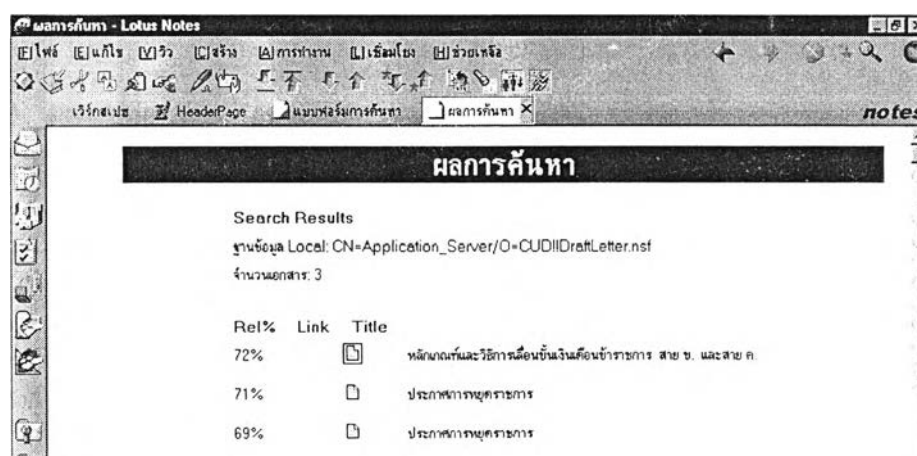 ผลการค้นหา - Lotus Notes
[F]ไฟล์ [E]แก้ไข [V]วิว [C]สร้าง [A]การทำงาน [L]เชื่อมโยง [H]ช่วยเหลือ
เวิร์กสเปซ HeaderPage แบบฟอร์มการค้นหา ผลการค้นหา notes
ผลการค้นหา
Search Results
ฐานข้อมูล Local: CN=Application_Server/O=CUD!!DraftLetter.nsf
จำนวนเอกสาร: 3
Rel% Link Title
72% หลักเกณฑ์และวิธีการเลื่อนขั้นเงินเดือนข้าราชการ สาย ข. และสาย ค.
71% ประกาศการหยุดราชการ
69% ประกาศการหยุดราชการ